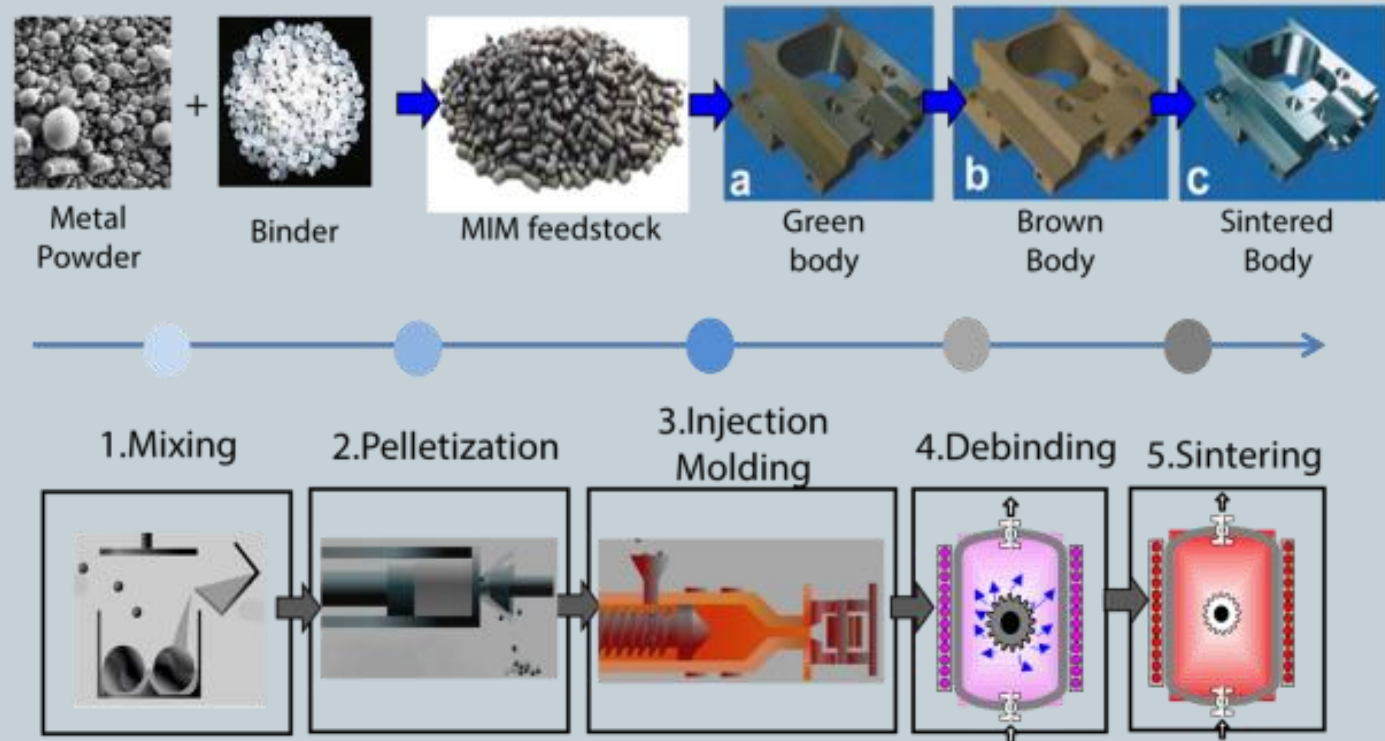 +
Metal
Powder
Binder
MIM feedstock
a
Green
body
b
Brown
Body
c
Sintered
Body
1.Mixing
2.Pelletization
3.Injection
Molding
4.Debinding
5.Sintering